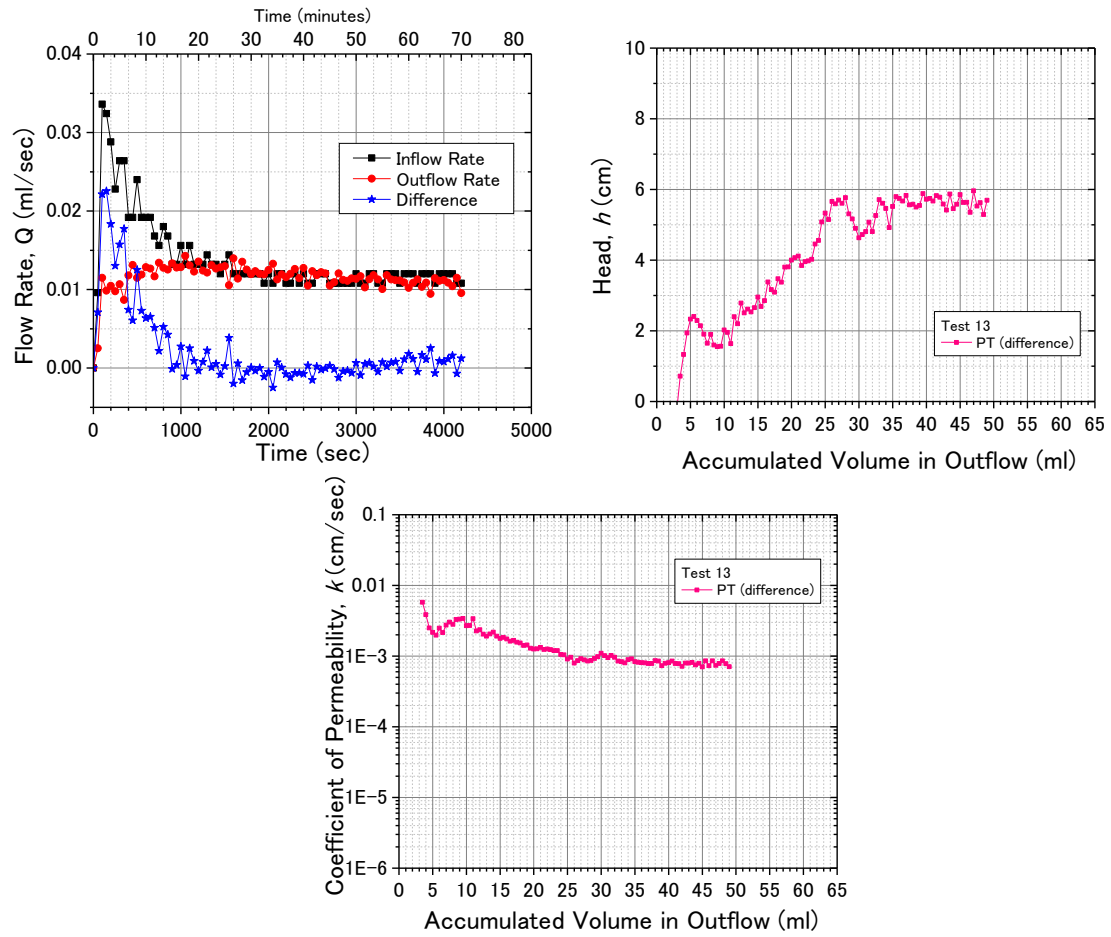 Time (minutes)
0 10 20 30 40 50 60 70 80
0.04
0.03
0.02
0.01
0.00
Flow Rate, Q (ml/sec)
Inflow Rate
Outflow Rate
Difference
0 1000 2000 3000 4000 5000
Time (sec)
10
8
6
4
2
0
Head, h (cm)
Test 13
PT (difference)
0 5 10 15 20 25 30 35 40 45 50 55 60 65
Accumulated Volume in Outflow (ml)
0.1
0.01
1E-3
1E-4
1E-5
1E-6
Coefficient of Permeability, k (cm/sec)
Test 13
PT (difference)
0 5 10 15 20 25 30 35 40 45 50 55 60 65
Accumulated Volume in Outflow (ml)